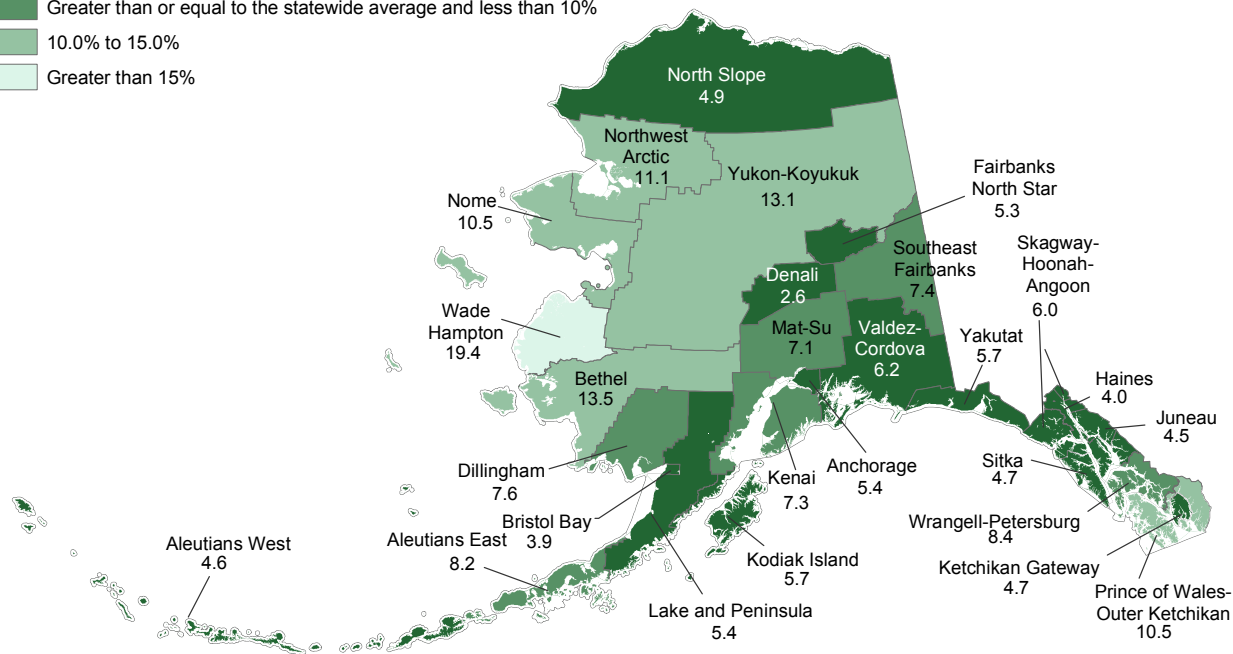 Greater than or equal to the statewide average and less than 10%
10.0% to 15.0%
Greater than 15%
North Slope
4.9
Northwest
Arctic
11.1
Yukon-Koyukuk
13.1
Fairbanks
North Star
5.3
Nome
10.5
Southeast
Fairbanks
7.4
Skagway-
Hoonah-
Angoon
6.0
Denali
2.6
Wade
Hampton
19.4
Mat-Su
7.1
Valdez-
Cordova
6.2
Yakutat
5.7
Bethel
13.5
Haines
4.0
Juneau
4.5
Dillingham
7.6
Kenai
7.3
Anchorage
5.4
Sitka
4.7
Bristol Bay
3.9
Wrangell-Petersburg
8.4
Aleutians West
4.6
Aleutians East
8.2
Kodiak Island
5.7
Ketchikan Gateway
4.7
Lake and Peninsula
5.4
Prince of Wales-
Outer Ketchikan
10.5